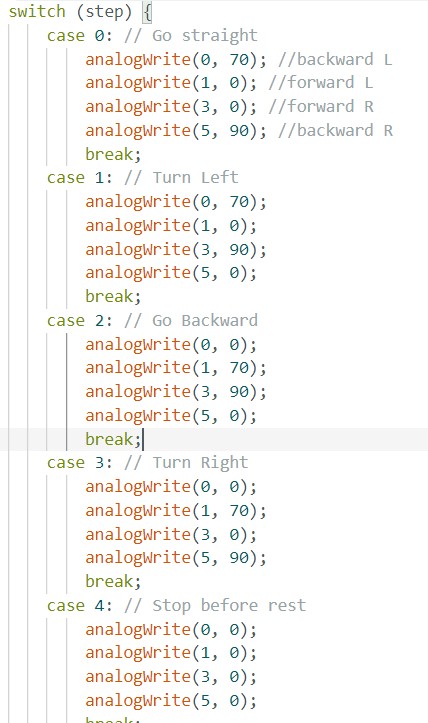 switch (step) {
case 0: // Go straight
analogWrite(0, 70); //backward L
analogWrite(1, 0); //forward L
analogWrite(3, 0); //forward R
analogWrite(5, 90); //backward R
break;
case 1: // Turn Left
analogWrite(0, 70);
analogWrite(1, 0);
analogWrite(3, 90);
analogWrite(5, 0);
break;
case 2: // Go Backward
analogWrite(0, 0);
analogWrite(1, 70);
analogWrite(3, 90);
analogWrite(5, 0);
break;
case 3: // Turn Right
analogWrite(0, 0);
analogWrite(1, 70);
analogWrite(3, 0);
analogWrite(5, 90);
break;
case 4: // Stop before rest
analogWrite(0, 0);
analogWrite(1, 0);
analogWrite(3, 0);
analogWrite(5, 0);
break;